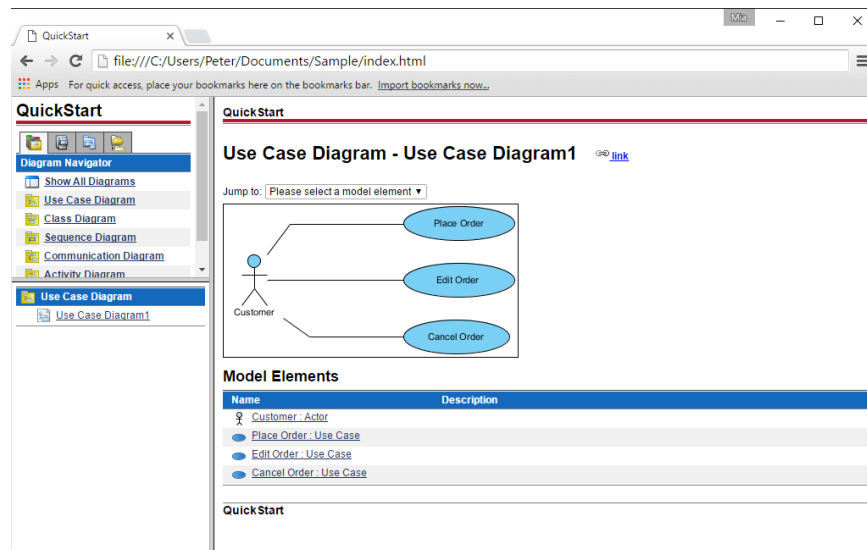 Mia
QuickStart
file:///C:/Users/Peter/Documents/Sample/index.html
Apps For quick access, place your bookmarks here on the bookmarks bar. Import bookmarks now...
QuickStart
Diagram Navigator
Show All Diagrams
Use Case Diagram
Class Diagram
Sequence Diagram
Communication Diagram
Activity Diagram
Use Case Diagram
Use Case Diagram1
QuickStart
Use Case Diagram - Use Case Diagram1 link
Jump to: Please select a model element
Place Order
Edit Order
Customer
Cancel Order
Model Elements
Name Description
Customer : Actor
Place Order : Use Case
Edit Order : Use Case
Cancel Order : Use Case
QuickStart